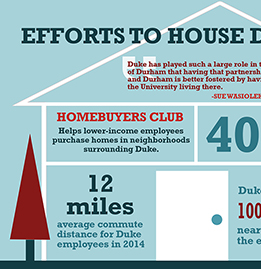 EFFORTS TO HOUSE D
Duke has played such a large role in t
of Durham that having that partnersh
and Durham is better fostered by hav
the University living there.
-SUE WASIOLEK
HOMEBUYERS CLUB
Helps lower-income employees
purchase homes in neighborhoods
surrounding Duke.
40
12
miles
average commute
distance for Duke
employees in 2014
Duk
100
near
the e